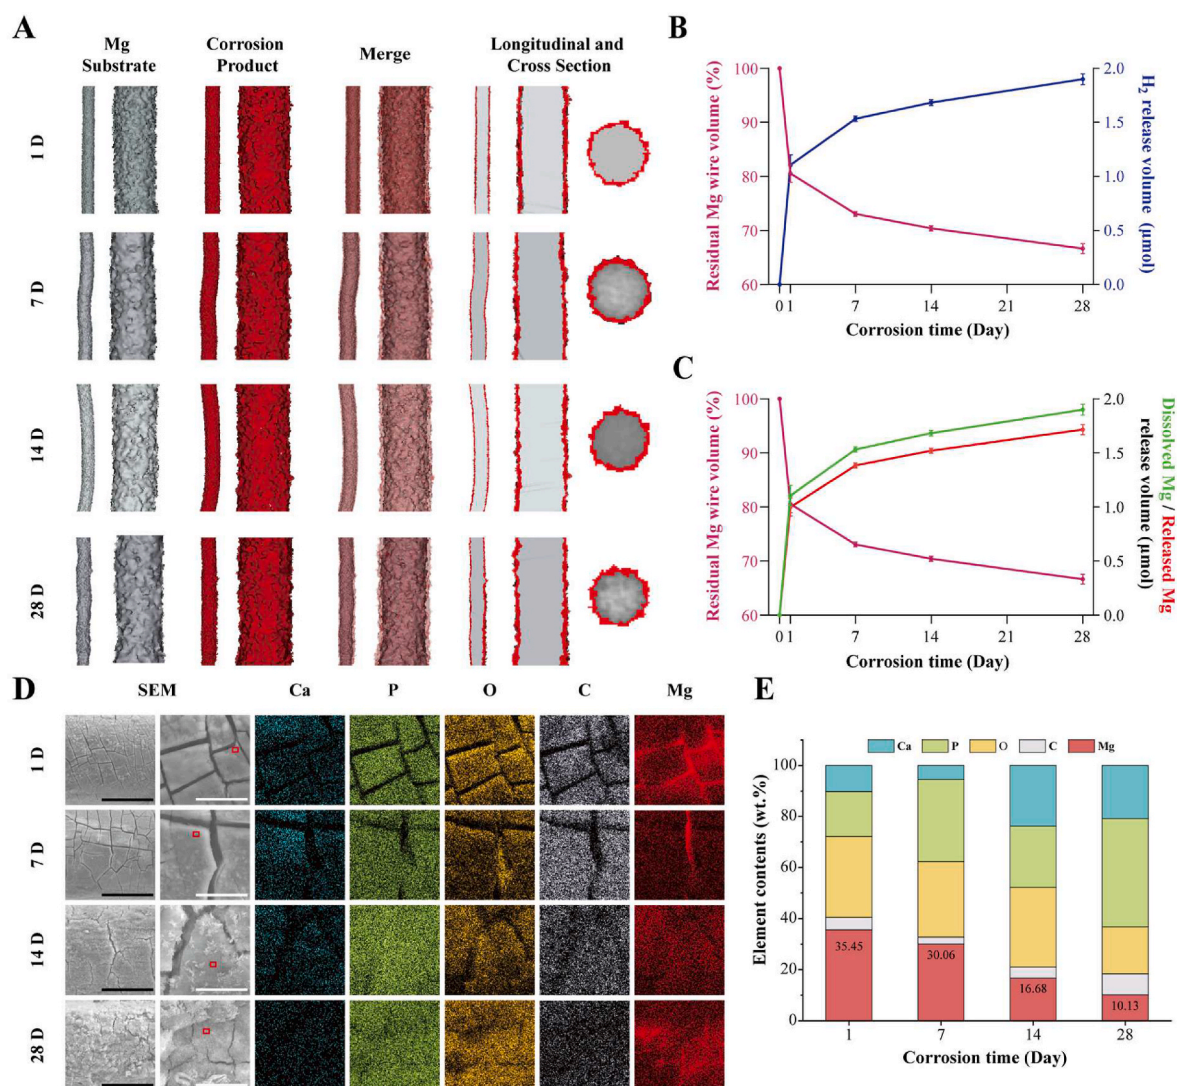 A
Mg
Substrate
Corrosion
Product
Merge
Longitudinal and
Cross Section
1 D
7 D
14 D
28 D
B
Residual Mg wire volume (%)
100
90
80
70
60
2.0
1.5
1.0
0.5
0.0
H2 release volume
(μmol)
0 1 7 14 21 28
Corrosion time (Day)
C
Residual Mg wire volume (%)
100
90
80
70
60
2.0
1.5
1.0
0.5
0.0
Dissolved Mg / Released Mg
release volume (μmol)
0 1 7 14 21 28
Corrosion time (Day)
D
SEM Ca P O C Mg
1 D
7 D
14 D
28 D
E
Ca P O C Mg
Element contents (wt.%)
100
80
60
40
20
0
35.45
30.06
16.68
10.13
1 7 14 28
Corrosion time (Day)